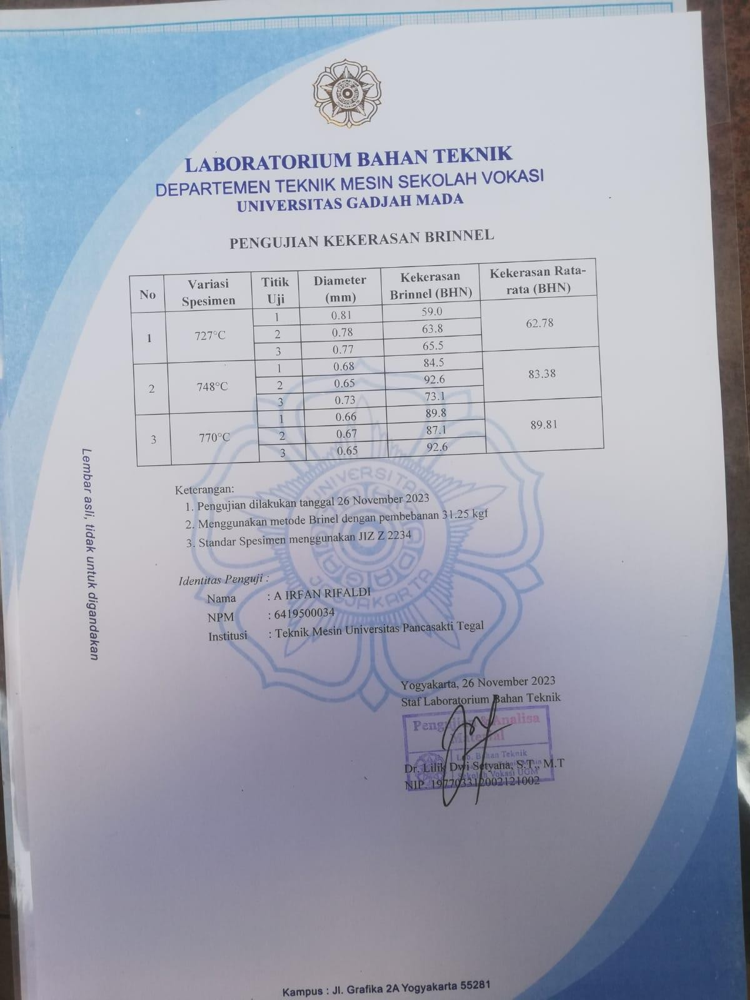 LABORATORIUM BAHAN TEKNIK
DEPARTEMEN TEKNIK MESIN SEKOLAH VOKASI
UNIVERSITAS GADJAH MADA
PENGUJIAN KEKERASAN BRINNEL
No Variasi Spesimen Titik Uji Diameter (mm) Kekerasan Brinnel (BHN) Kekerasan Rata-rata (BHN)
1 727°C 1 0.81 59.0 62.78
2 0.78 63.8
3 0.77 65.5
2 748°C 1 0.68 84.5 83.38
2 0.65 92.6
3 0.73 73.1
3 770°C 1 0.66 89.8 89.81
2 0.67 87.1
3 0.65 92.6
Keterangan:
1. Pengujian dilakukan tanggal 26 November 2023
2. Menggunakan metode Brinel dengan pembebanan 31.25 kgf
3. Standar Spesimen menggunakan JIZ Z 2234
Identitas Penguji :
Nama : A IRFAN RIFALDI
NPM : 6419500034
Institusi : Teknik Mesin Universitas Pancasakti Tegal
Lembar asli, tidak untuk digandakan
Yogyakarta, 26 November 2023
Staf Laboratorium Bahan Teknik
Pengujian & Analisa
Material
Lab. Bahan Teknik
Sekolah Vokasi UGM
Dr. Lilik Dwi Setyana, S.T., M.T
NIP. 197703312002121002
UNIVERSITAS GADJAH MADA
YOGYAKARTA
Kampus : Jl. Grafika 2A Yogyakarta 55281